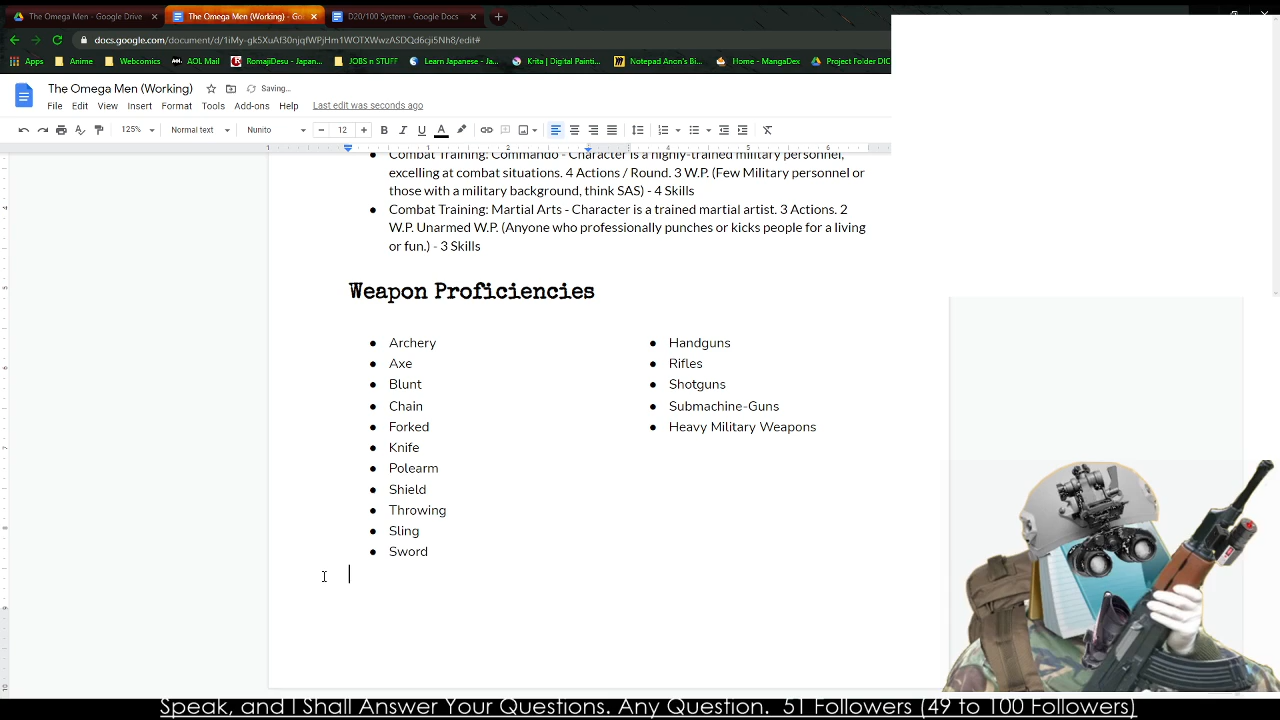 The Omega Men - Google Drive
The Omega Men (Working) - Go
D20/100 System - Google Docs
docs.google.com/document/d/1iMy-gk5XuAf30njqfWPjHm1WOTXWwzASDQd6cji5Nh8/edit#
Apps Anime Webcomics AOL Mail RomajiDesu - Japan... JOBS n STUFF Learn Japanese - Ja... Krita | Digital Painti... Notepad Anon's Bi... Home - MangaDex Project Folder DIC
The Omega Men (Working) Saving...
File Edit View Insert Format Tools Add-ons Help Last edit was seconds ago
125% Normal text Nunito 12
Combat Training: Commando - Character is a highly-trained military personnel,
excelling at combat situations. 4 Actions / Round. 3 W.P. (Few Military personnel or
those with a military background, think SAS) - 4 Skills
Combat Training: Martial Arts - Character is a trained martial artist. 3 Actions. 2
W.P. Unarmed W.P. (Anyone who professionally punches or kicks people for a living
or fun.) - 3 Skills
Weapon Proficiencies
Archery
Axe
Blunt
Chain
Forked
Knife
Polearm
Shield
Throwing
Sling
Sword
Handguns
Rifles
Shotguns
Submachine-Guns
Heavy Military Weapons
Speak, and I Shall Answer Your Questions. Any Question. 51 Followers (49 to 100 Followers)